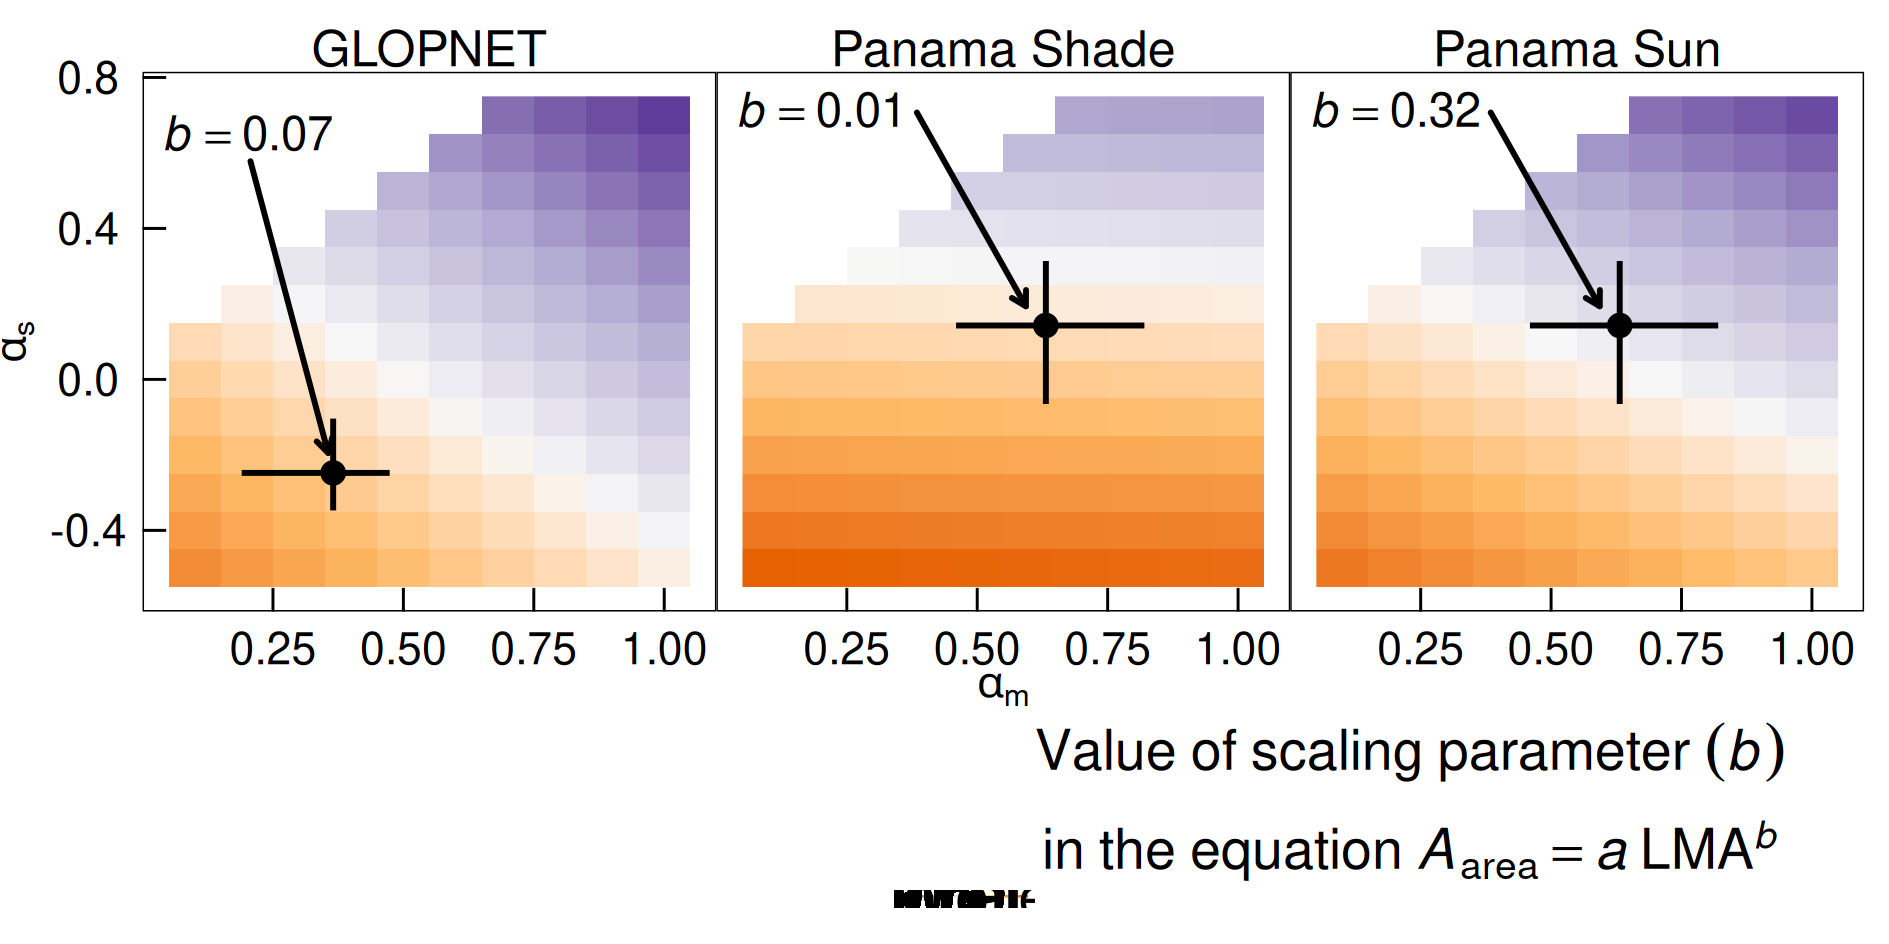 GLOPNET Panama Shade Panama Sun
0.8
b = 0.07 b = 0.01 b = 0.32
0.4
αs
0.0
-0.4
0.25 0.50 0.75 1.00 0.25 0.50 0.75 1.00 0.25 0.50 0.75 1.00
αm
Value of scaling parameter (b)
in the equation Aarea = a LMA^b